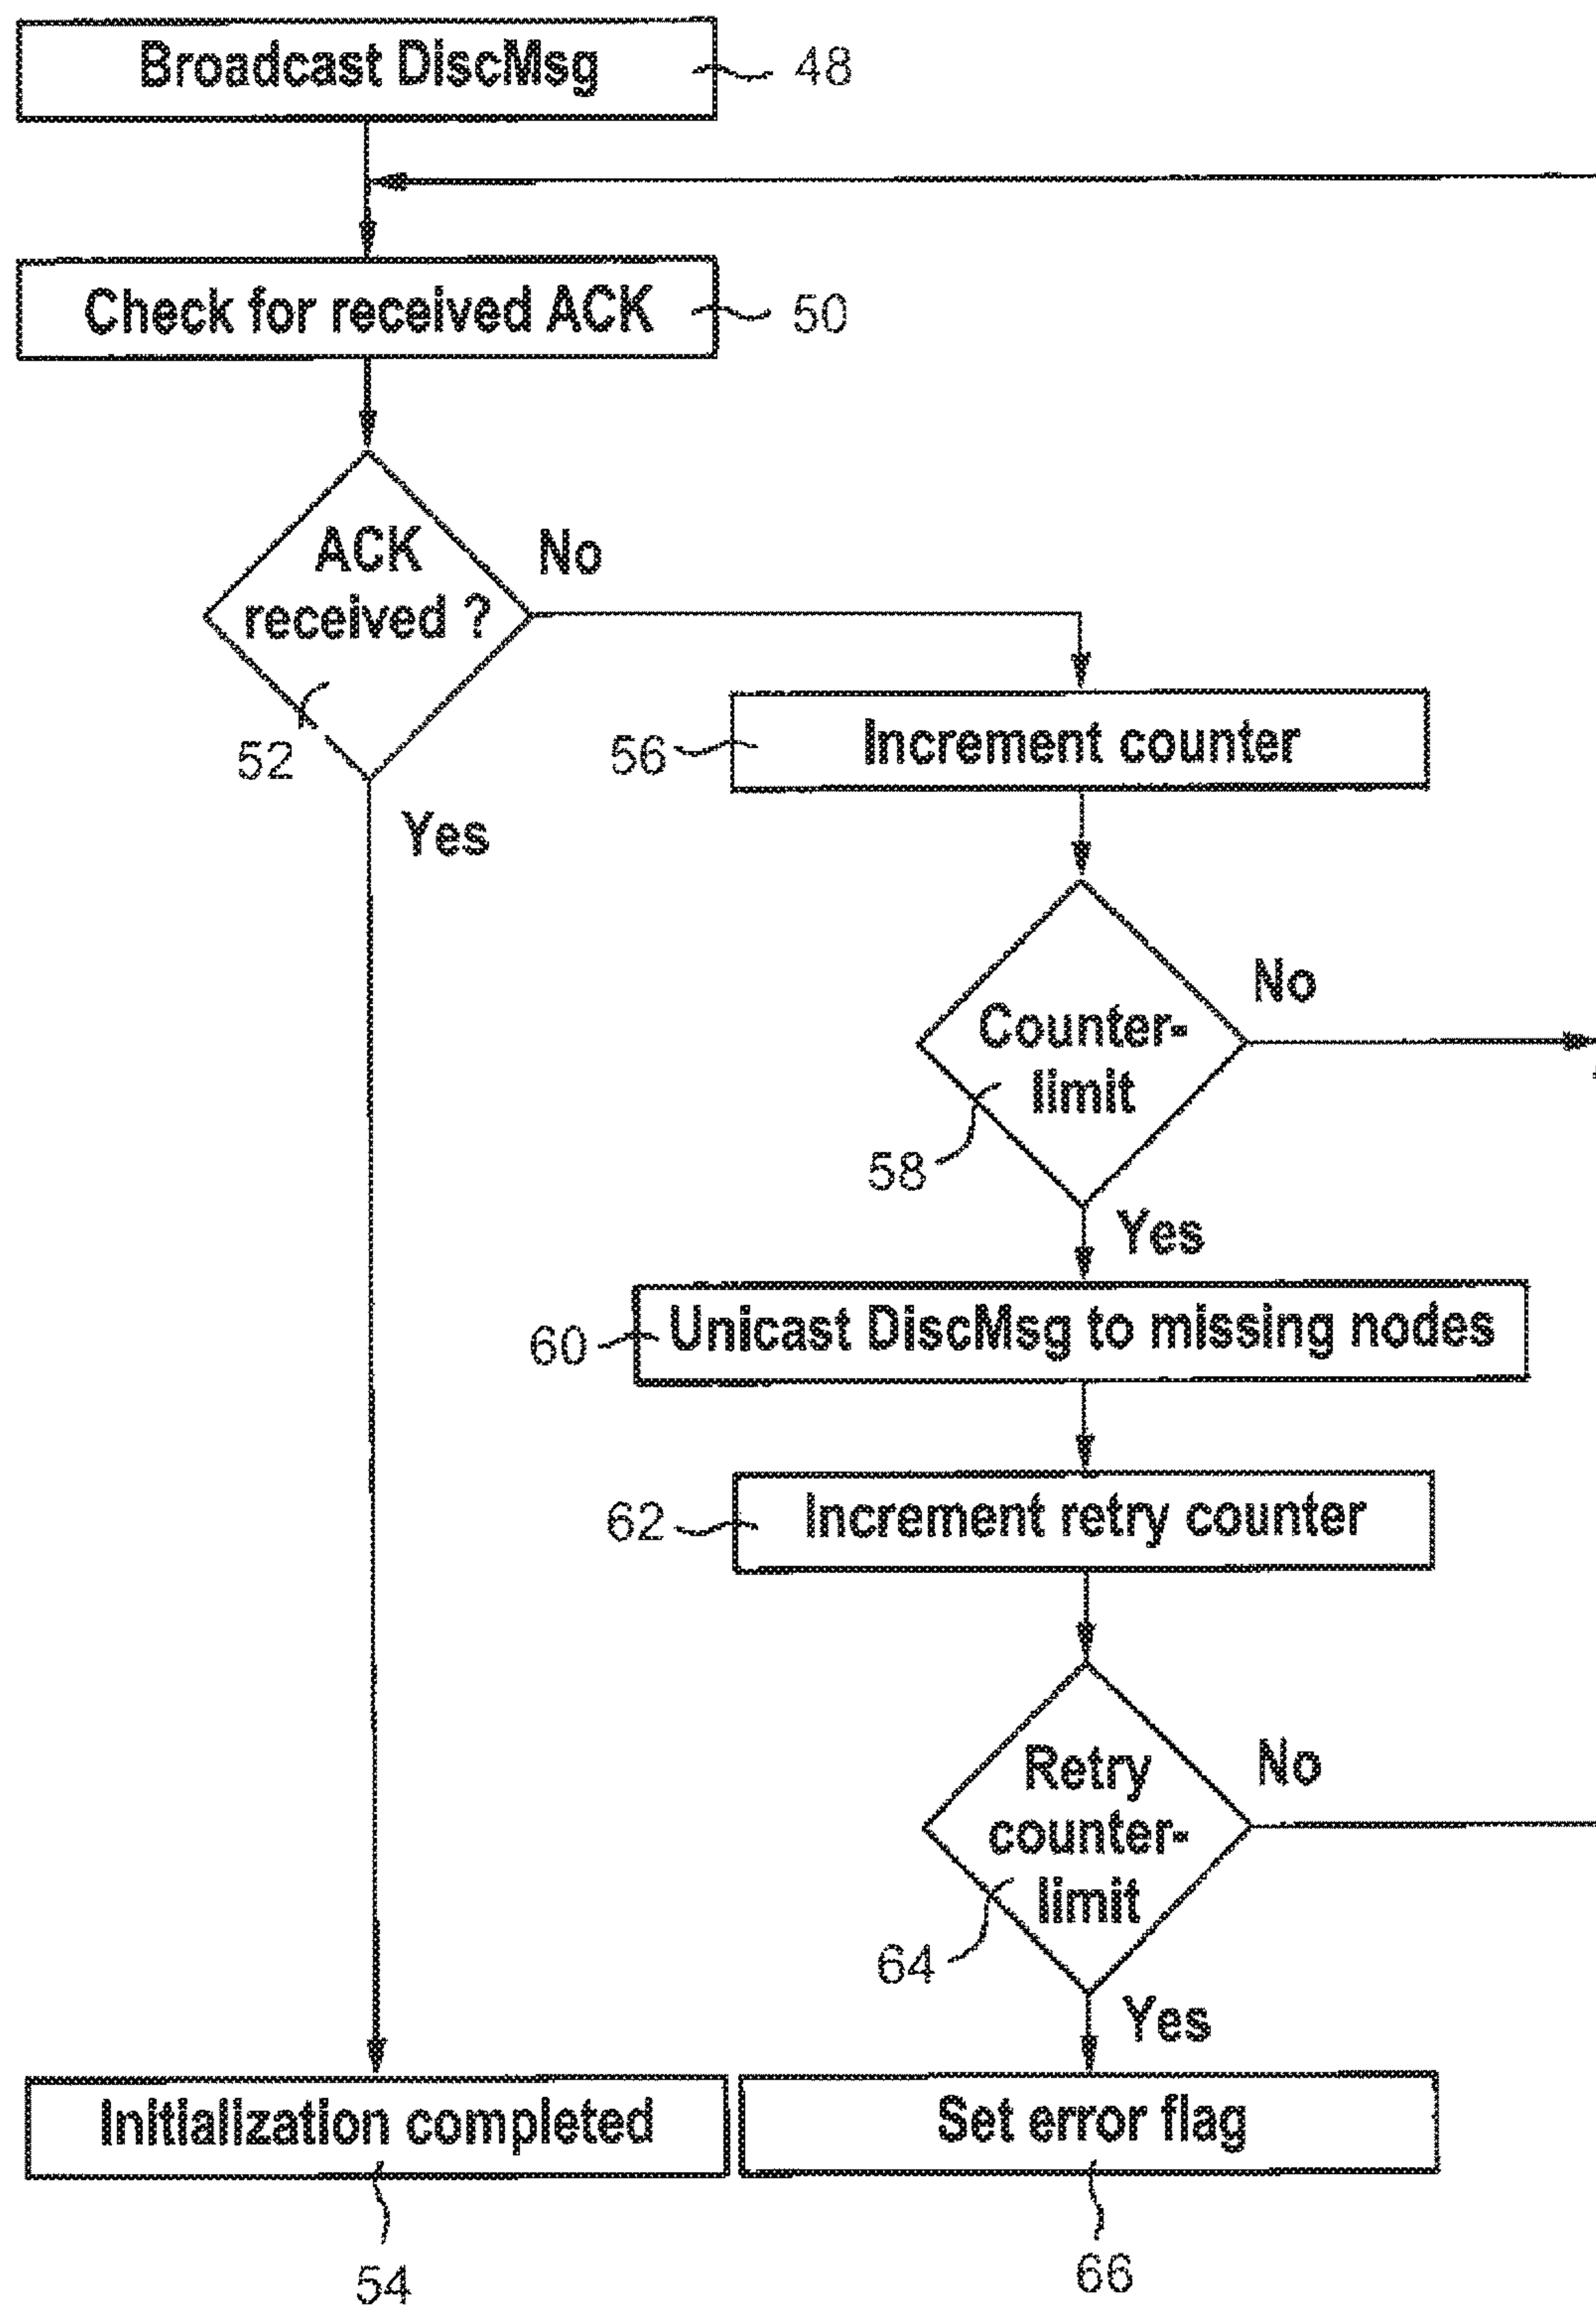 Broadcast DiscMsg
48
Check for received ACK
50
ACK
received ?
No
52
Yes
56
Increment counter
Counter-
limit
No
58
Yes
60
Unicast DiscMsg to missing nodes
62
Increment retry counter
Retry
counter-
limit
No
64
Yes
Initialization completed
Set error flag
54
66